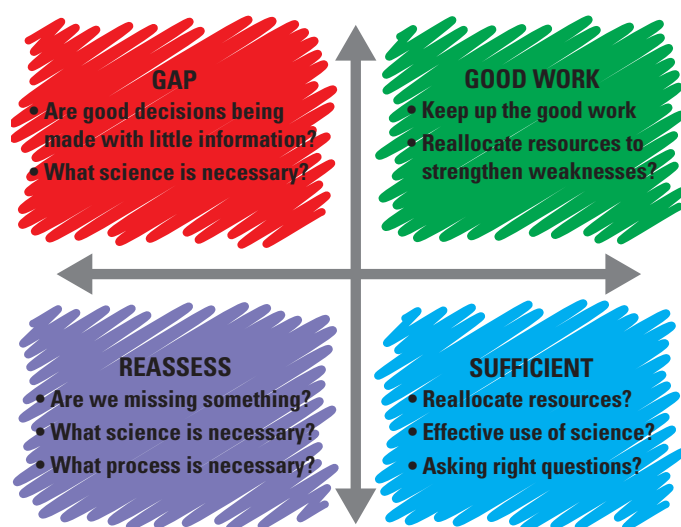 GAP
• Are good decisions being
made with little information?
• What science is necessary?
GOOD WORK
• Keep up the good work
• Reallocate resources to
strengthen weaknesses?
REASSESS
• Are we missing something?
• What science is necessary?
• What process is necessary?
SUFFICIENT
• Reallocate resources?
• Effective use of science?
• Asking right questions?